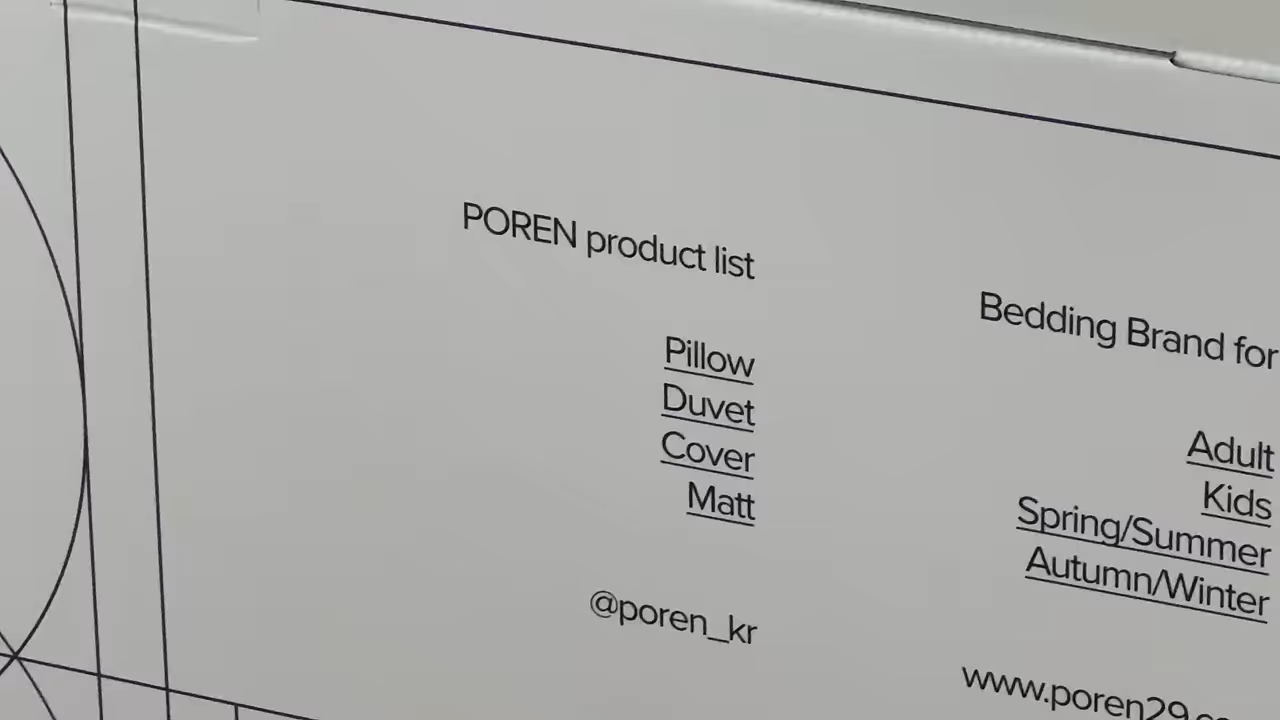 POREN product list
Pillow
Duvet
Cover
Matt
@poren_kr
Bedding Brand for
Adult
Kids
Spring/Summer
Autumn/Winter